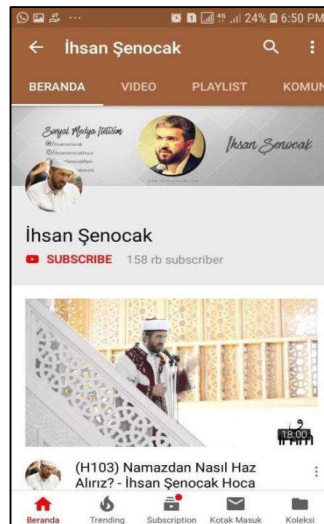 24% 6:50 PM
İhsan Şenocak
BERANDA VIDEO PLAYLIST KOMUN
Sosyal Medya İletişim
İhsan Şenocak
İhsan Şenocak
SUBSCRIBE 158 rb subscriber
18.00
(H103) Namazdan Nasıl Haz
Alırız? - İhsan Şenocak Hoca
Beranda Trending Subscription Kotak Masuk Koleksi